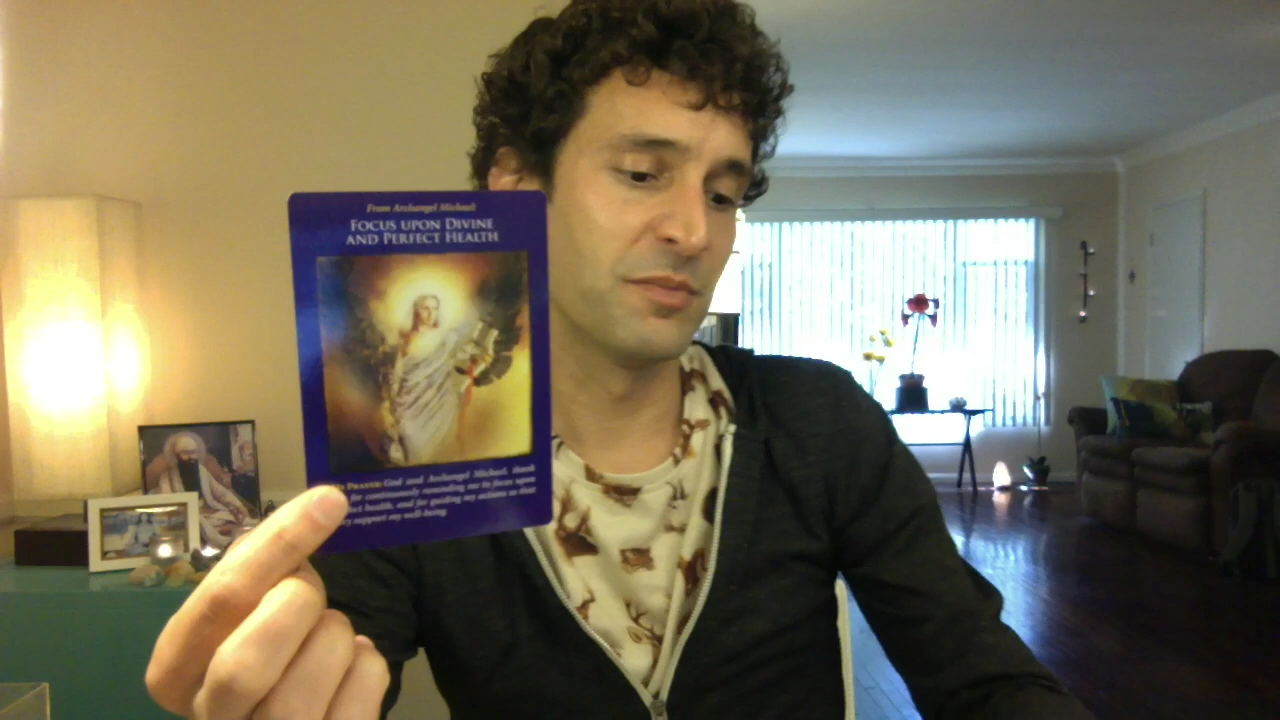 From Archangel Michael:
FOCUS UPON DIVINE
AND PERFECT HEALTH
PRAYER: God and Archangel Michael, thank
for continuously reminding me to focus upon
health, and for guiding my actions so that
support my well-being.